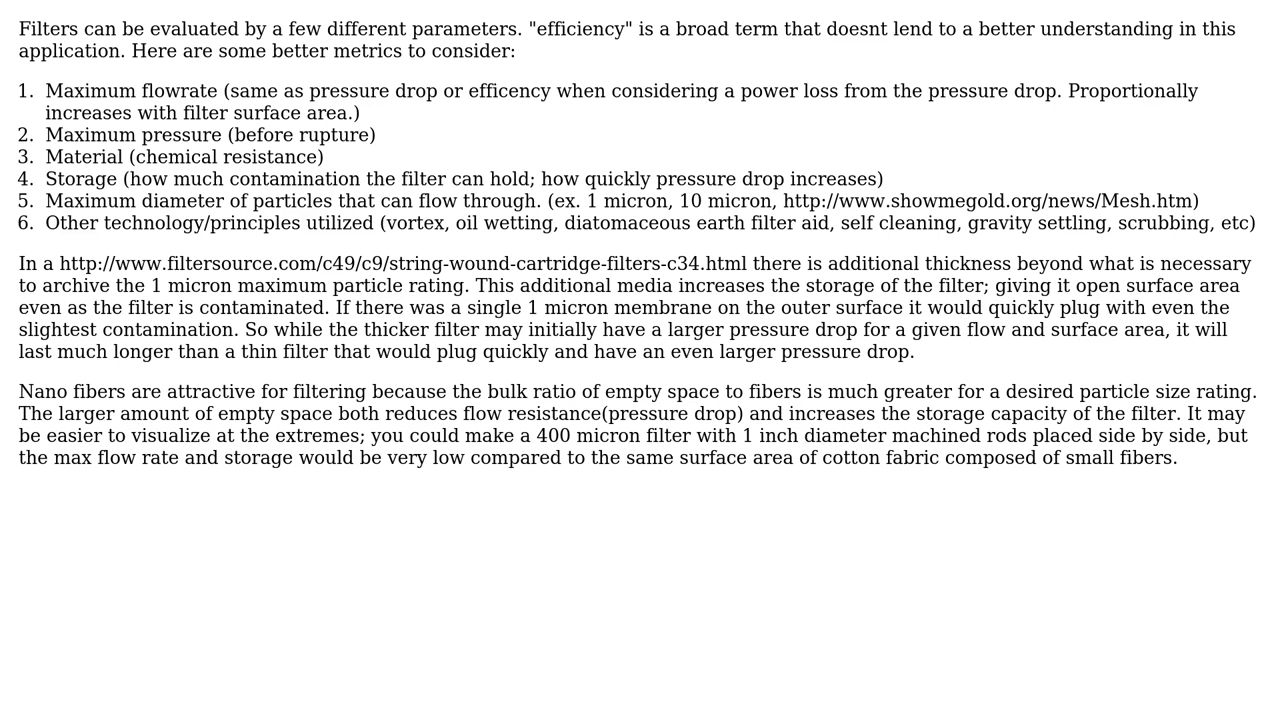 Filters can be evaluated by a few different parameters. "efficiency" is a broad term that doesnt lend to a better understanding in this
application. Here are some better metrics to consider:
1. Maximum flowrate (same as pressure drop or efficency when considering a power loss from the pressure drop. Proportionally
increases with filter surface area.)
2. Maximum pressure (before rupture)
3. Material (chemical resistance)
4. Storage (how much contamination the filter can hold; how quickly pressure drop increases)
5. Maximum diameter of particles that can flow through. (ex. 1 micron, 10 micron, http://www.showmegold.org/news/Mesh.htm)
6. Other technology/principles utilized (vortex, oil wetting, diatomaceous earth filter aid, self cleaning, gravity settling, scrubbing, etc)
In a http://www.filtersource.com/c49/c9/string-wound-cartridge-filters-c34.html there is additional thickness beyond what is necessary
to archive the 1 micron maximum particle rating. This additional media increases the storage of the filter; giving it open surface area
even as the filter is contaminated. If there was a single 1 micron membrane on the outer surface it would quickly plug with even the
slightest contamination. So while the thicker filter may initially have a larger pressure drop for a given flow and surface area, it will
last much longer than a thin filter that would plug quickly and have an even larger pressure drop.
Nano fibers are attractive for filtering because the bulk ratio of empty space to fibers is much greater for a desired particle size rating.
The larger amount of empty space both reduces flow resistance(pressure drop) and increases the storage capacity of the filter. It may
be easier to visualize at the extremes; you could make a 400 micron filter with 1 inch diameter machined rods placed side by side, but
the max flow rate and storage would be very low compared to the same surface area of cotton fabric composed of small fibers.